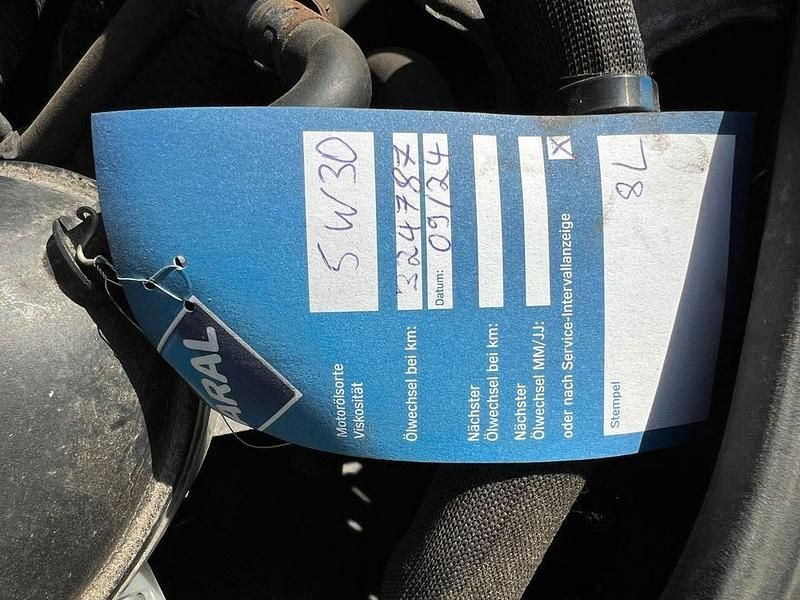 ARAL
Motorölsorte
Viskosität
5W30
Ölwechsel bei km:
324787
Datum: 09/24
Nächster
Ölwechsel bei km:
Nächster
Ölwechsel MM/JJ:
oder nach Service-Intervallanzeige X
Stempel
8L